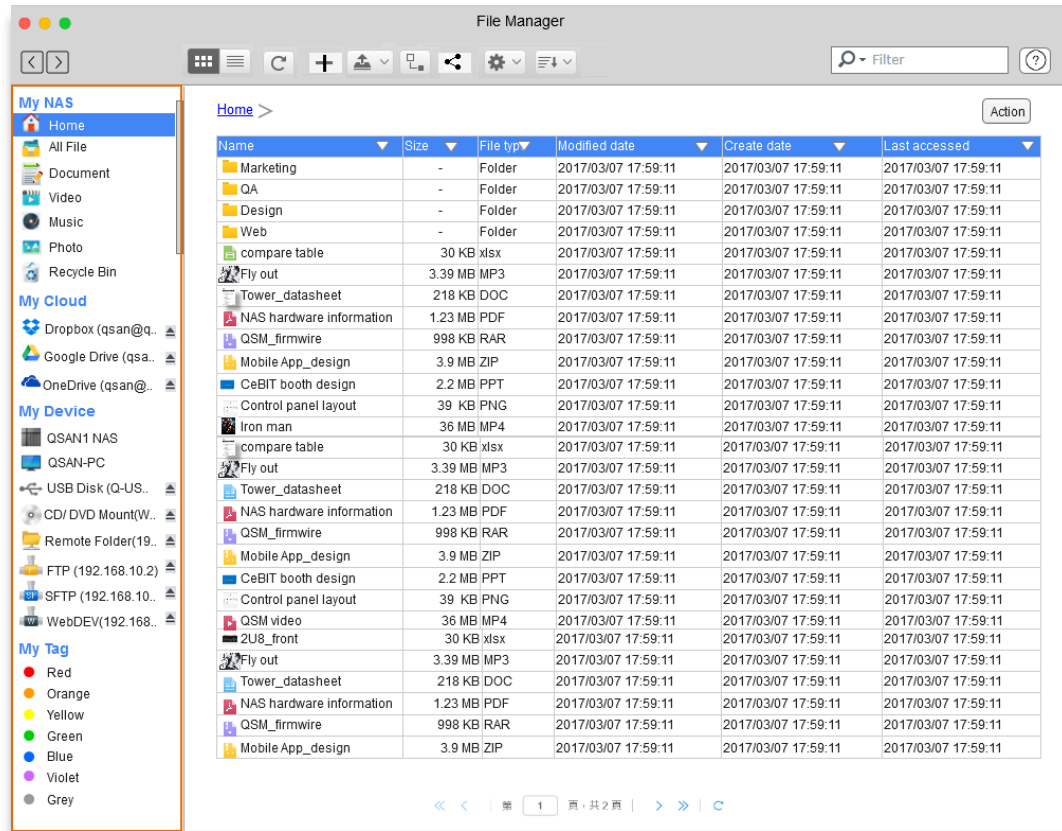 File Manager
Filter
?
My NAS
Home
All File
Document
Video
Music
Photo
Recycle Bin
My Cloud
Dropbox (qsan@q..
Google Drive (qsa..
OneDrive (qsan@..
My Device
QSAN1 NAS
QSAN-PC
USB Disk (Q-US..
CD/ DVD Mount(W..
Remote Folder(19..
FTP (192.168.10.2)
SFTP (192.168.10..
WebDEV(192.168..
My Tag
Red
Orange
Yellow
Green
Blue
Violet
Grey
Home >
Action
Name Size File typ Modified date Create date Last accessed
Marketing - Folder 2017/03/07 17:59:11 2017/03/07 17:59:11 2017/03/07 17:59:11
QA - Folder 2017/03/07 17:59:11 2017/03/07 17:59:11 2017/03/07 17:59:11
Design - Folder 2017/03/07 17:59:11 2017/03/07 17:59:11 2017/03/07 17:59:11
Web - Folder 2017/03/07 17:59:11 2017/03/07 17:59:11 2017/03/07 17:59:11
compare table 30 KB xlsx 2017/03/07 17:59:11 2017/03/07 17:59:11 2017/03/07 17:59:11
Fly out 3.39 MB MP3 2017/03/07 17:59:11 2017/03/07 17:59:11 2017/03/07 17:59:11
Tower_datasheet 218 KB DOC 2017/03/07 17:59:11 2017/03/07 17:59:11 2017/03/07 17:59:11
NAS hardware information 1.23 MB PDF 2017/03/07 17:59:11 2017/03/07 17:59:11 2017/03/07 17:59:11
QSM_firmwire 998 KB RAR 2017/03/07 17:59:11 2017/03/07 17:59:11 2017/03/07 17:59:11
Mobile App_design 3.9 MB ZIP 2017/03/07 17:59:11 2017/03/07 17:59:11 2017/03/07 17:59:11
CeBIT booth design 2.2 MB PPT 2017/03/07 17:59:11 2017/03/07 17:59:11 2017/03/07 17:59:11
Control panel layout 39 KB PNG 2017/03/07 17:59:11 2017/03/07 17:59:11 2017/03/07 17:59:11
Iron man 36 MB MP4 2017/03/07 17:59:11 2017/03/07 17:59:11 2017/03/07 17:59:11
compare table 30 KB xlsx 2017/03/07 17:59:11 2017/03/07 17:59:11 2017/03/07 17:59:11
Fly out 3.39 MB MP3 2017/03/07 17:59:11 2017/03/07 17:59:11 2017/03/07 17:59:11
Tower_datasheet 218 KB DOC 2017/03/07 17:59:11 2017/03/07 17:59:11 2017/03/07 17:59:11
NAS hardware information 1.23 MB PDF 2017/03/07 17:59:11 2017/03/07 17:59:11 2017/03/07 17:59:11
QSM_firmwire 998 KB RAR 2017/03/07 17:59:11 2017/03/07 17:59:11 2017/03/07 17:59:11
Mobile App_design 3.9 MB ZIP 2017/03/07 17:59:11 2017/03/07 17:59:11 2017/03/07 17:59:11
CeBIT booth design 2.2 MB PPT 2017/03/07 17:59:11 2017/03/07 17:59:11 2017/03/07 17:59:11
Control panel layout 39 KB PNG 2017/03/07 17:59:11 2017/03/07 17:59:11 2017/03/07 17:59:11
QSM video 36 MB MP4 2017/03/07 17:59:11 2017/03/07 17:59:11 2017/03/07 17:59:11
2U8_front 30 KB xlsx 2017/03/07 17:59:11 2017/03/07 17:59:11 2017/03/07 17:59:11
Fly out 3.39 MB MP3 2017/03/07 17:59:11 2017/03/07 17:59:11 2017/03/07 17:59:11
Tower_datasheet 218 KB DOC 2017/03/07 17:59:11 2017/03/07 17:59:11 2017/03/07 17:59:11
NAS hardware information 1.23 MB PDF 2017/03/07 17:59:11 2017/03/07 17:59:11 2017/03/07 17:59:11
QSM_firmwire 998 KB RAR 2017/03/07 17:59:11 2017/03/07 17:59:11 2017/03/07 17:59:11
Mobile App_design 3.9 MB ZIP 2017/03/07 17:59:11 2017/03/07 17:59:11 2017/03/07 17:59:11
第 1 頁,共2頁